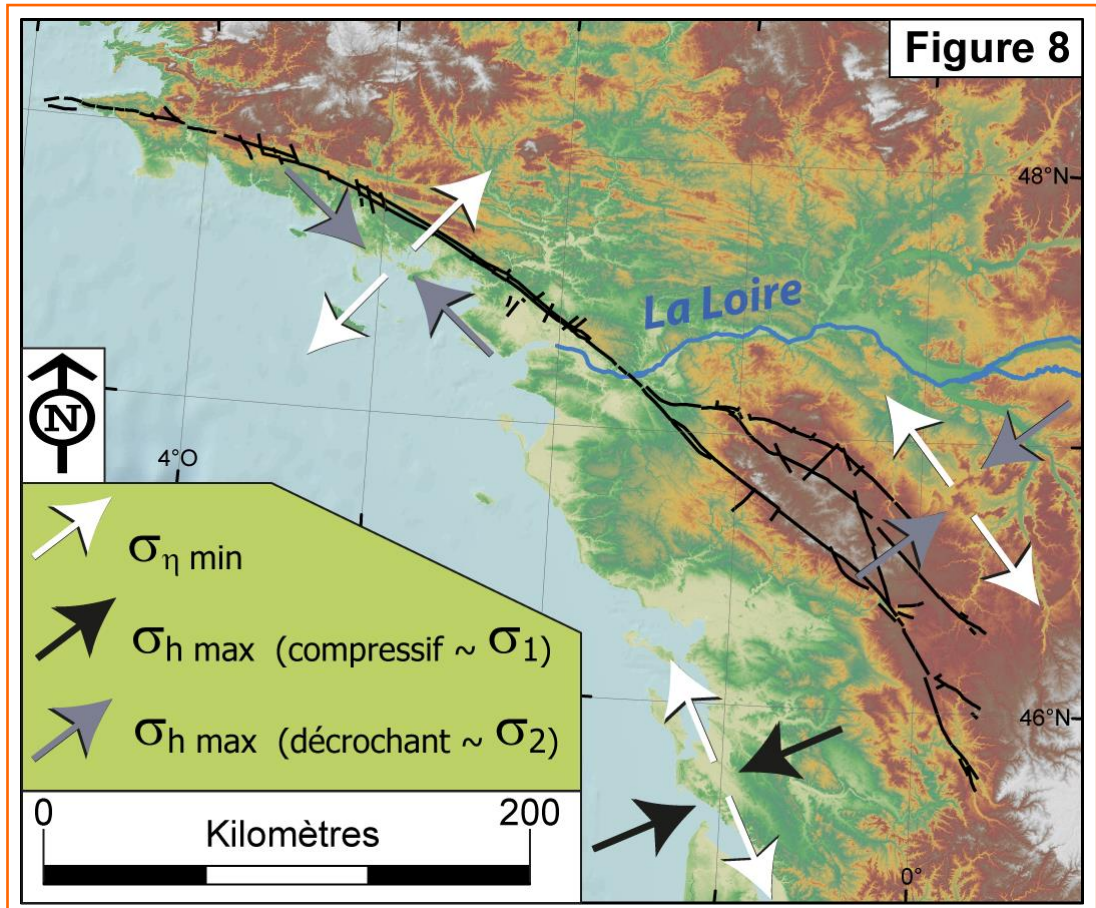 Figure 8
48°N
La Loire
N
4°O
ση min
σh max (compressif ~ σ1)
σh max (décrochant ~ σ2)
46°N
0 200
Kilomètres
0°